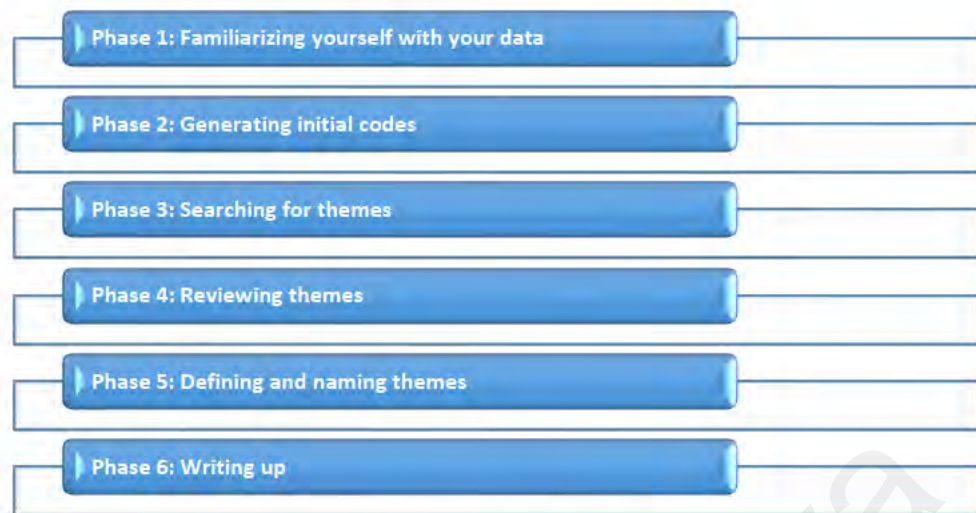 Phase 1: Familiarizing yourself with your data
Phase 2: Generating initial codes
Phase 3: Searching for themes
Phase 4: Reviewing themes
Phase 5: Defining and naming themes
Phase 6: Writing up